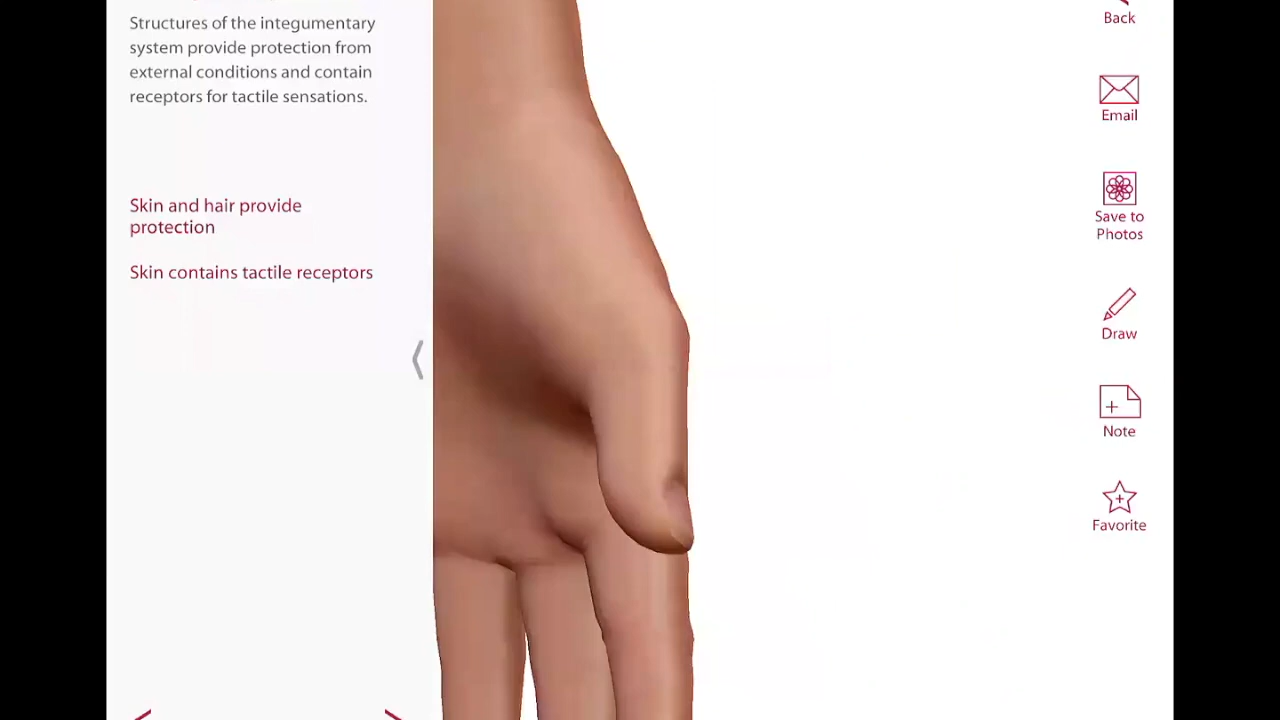 Structures of the integumentary
system provide protection from
external conditions and contain
receptors for tactile sensations.
Skin and hair provide
protection
Skin contains tactile receptors
Back
Email
Save to
Photos
Draw
Note
Favorite